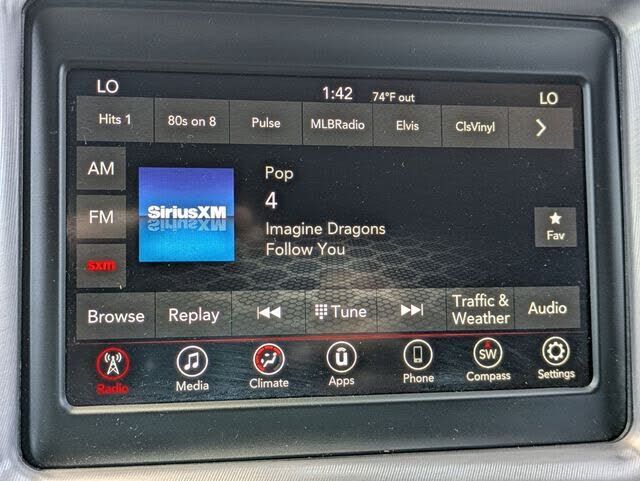 LO 1:42 74°F out LO
Hits 1 80s on 8 Pulse MLBRadio Elvis ClsVinyl
AM
Pop
4
FM
SiriusXM
Imagine Dragons
Follow You
Fav
sxm
Browse Replay Tune Traffic & Weather Audio
Radio Media Climate Apps Phone SW Compass Settings